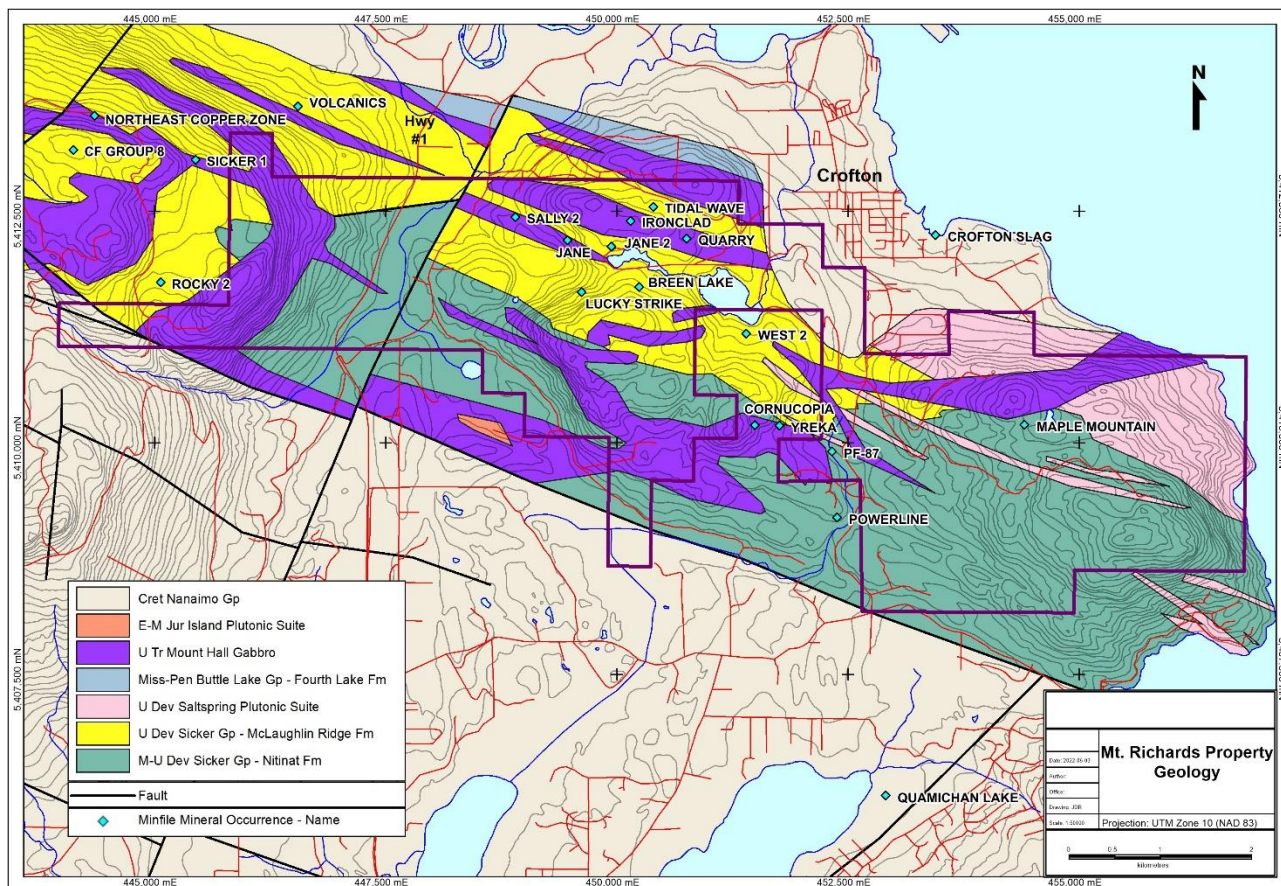 445,000 mE
447,500 mE
450,000 mE
452,500 mE
455,000 mE
N
VOLCANICS
NORTHEAST COPPER ZONE
Hwy
#1
CF GROUP 8
SICKER 1
Crofton
5,412,500 mN
TIDAL WAVE
SALLY 2
IRONCLAD
CROFTON SLAG
JANE
JANE 2
QUARRY
ROCKY 2
BREEN LAKE
LUCKY STRIKE
WEST 2
CORNUCOPIA
YREKA
MAPLE MOUNTAIN
5,410,000 mN
PF-87
POWERLINE
Cret Nanaimo Gp
E-M Jur Island Plutonic Suite
U Tr Mount Hall Gabbro
Miss-Pen Buttle Lake Gp - Fourth Lake Fm
U Dev Saltspring Plutonic Suite
U Dev Sicker Gp - McLaughlin Ridge Fm
M-U Dev Sicker Gp - Nitinat Fm
Fault
Minfile Mineral Occurrence - Name
5,407,500 mN
QUAMICHAN LAKE
Mt. Richards Property
Geology
Author:
Office:
Drawing: JDR
Projection: UTM Zone 10 (NAD 83)
0 0.5 1 2
kilometres
445,000 mE
447,500 mE
450,000 mE
452,500 mE
455,000 mE